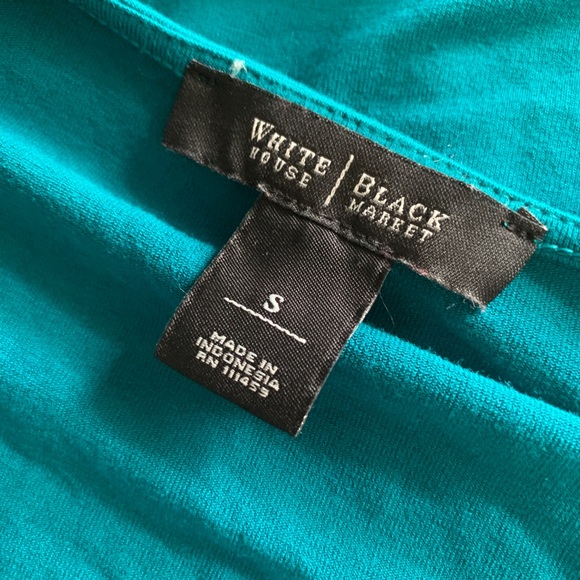 WHITE | BLACK
HOUSE | MARKET
S
MADE IN
INDONESIA
RN 111455